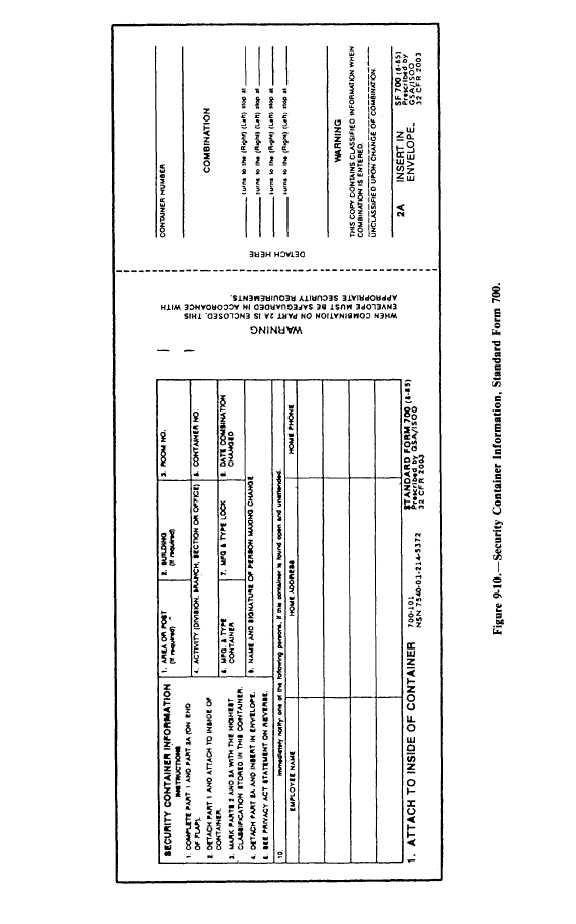 SECURITY CONTAINER INFORMATION
INSTRUCTIONS
1. COMPLETE PART 1 AND PART 2A (ON END
OF FLAP).
2. DETACH PART 1 AND ATTACH TO INSIDE OF
CONTAINER.
3. MARK PARTS 2 AND 2A WITH THE HIGHEST
CLASSIFICATION STORED IN THIS CONTAINER.
4. DETACH PART 2A AND INSERT IN ENVELOPE.
5. SEE PRIVACY ACT STATEMENT ON REVERSE.
1. AREA OR POST
(If required)
2. BUILDING
(If required)
3. ROOM NO.
4. ACTIVITY (DIVISION, BRANCH, SECTION OR OFFICE)
5. CONTAINER NO.
6. MFG. & TYPE
CONTAINER
7. MFG & TYPE LOCK
8. DATE COMBINATION
CHANGED
9. NAME AND SIGNATURE OF PERSON MAKING CHANGE
10. Immediately notify one of the following persons, if this container is found open and unattended.
EMPLOYEE NAME
HOME ADDRESS
HOME PHONE
1. ATTACH TO INSIDE OF CONTAINER
700-101
NSN 7540-01-214-5372
STANDARD FORM 700 (8-85)
Prescribed by GSA/ISOO
32 CFR 2003
WARNING
WHEN COMBINATION ON PART 2A IS ENCLOSED, THIS
ENVELOPE MUST BE SAFEGUARDED IN ACCORDANCE WITH
APPROPRIATE SECURITY REQUIREMENTS.
DETACH HERE
CONTAINER NUMBER
COMBINATION
turns to the (Right) (Left) stop at
turns to the (Right) (Left) stop at
turns to the (Right) (Left) stop at
turns to the (Right) (Left) stop at
WARNING
THIS COPY CONTAINS CLASSIFIED INFORMATION WHEN
COMBINATION IS ENTERED.
UNCLASSIFIED UPON CHANGE OF COMBINATION.
2A INSERT IN
ENVELOPE.
SF 700 (8-85)
Prescribed by
GSA/ISOO
32 CFR 2003
Figure 9-10.—Security Container Information, Standard Form 700.